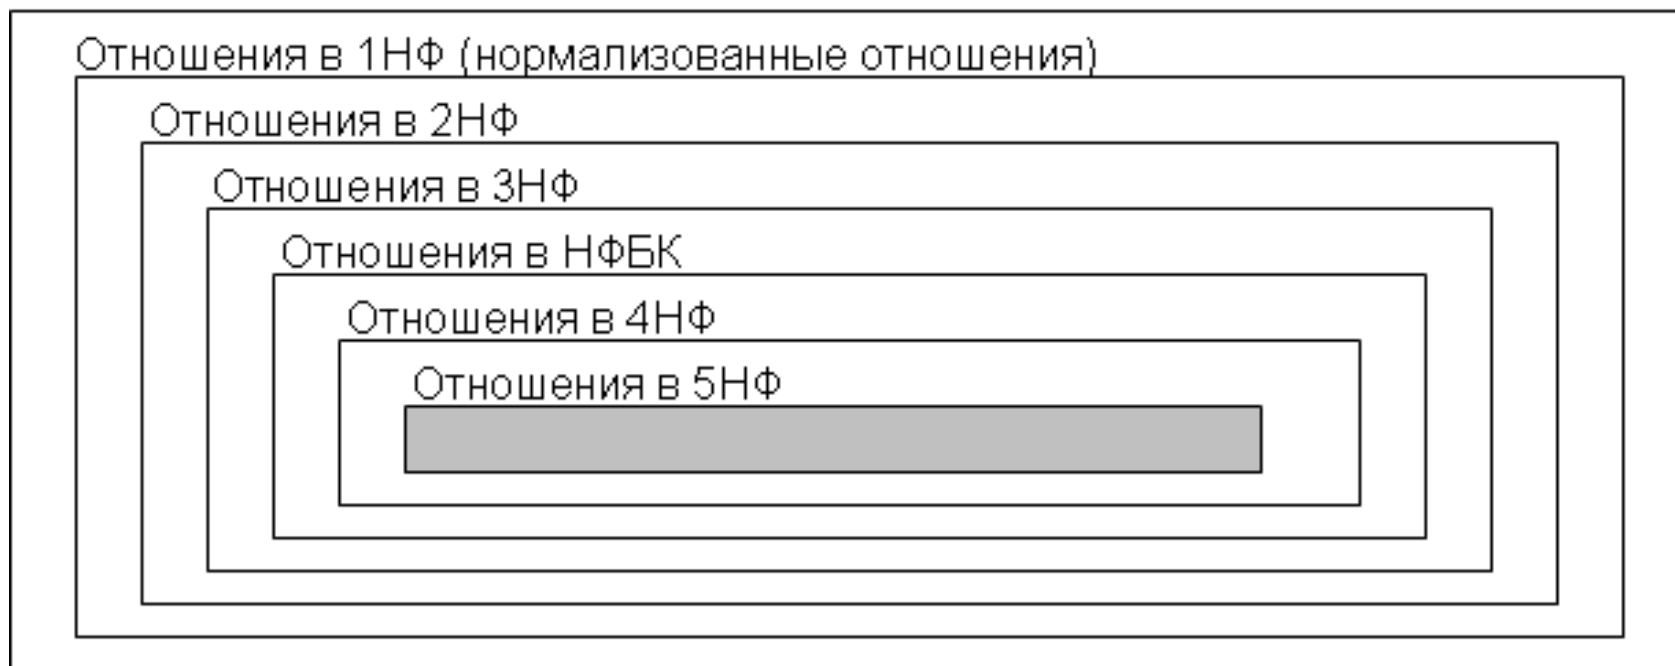 Отношения в 1НФ (нормализованные отношения)
Отношения в 2НФ
Отношения в 3НФ
Отношения в НФБК
Отношения в 4НФ
Отношения в 5НФ